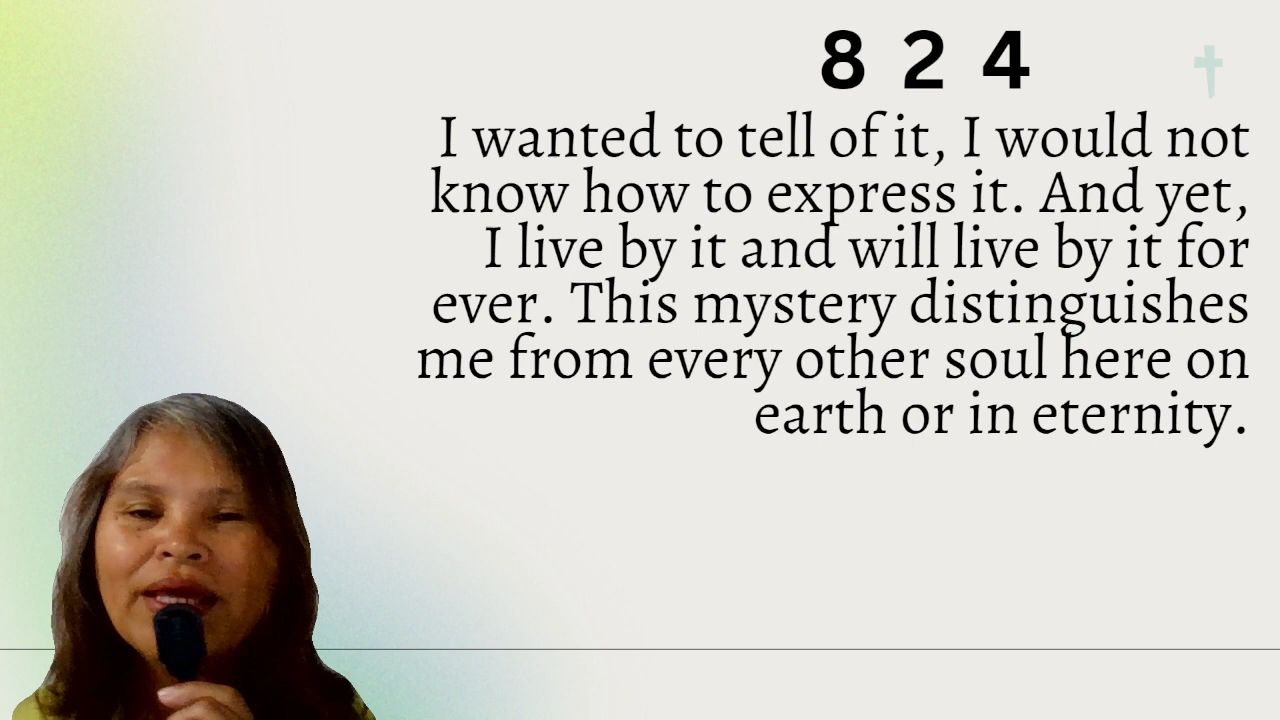 8 2 4
I wanted to tell of it, I would not
know how to express it. And yet,
I live by it and will live by it for
ever. This mystery distinguishes
me from every other soul here on
earth or in eternity.